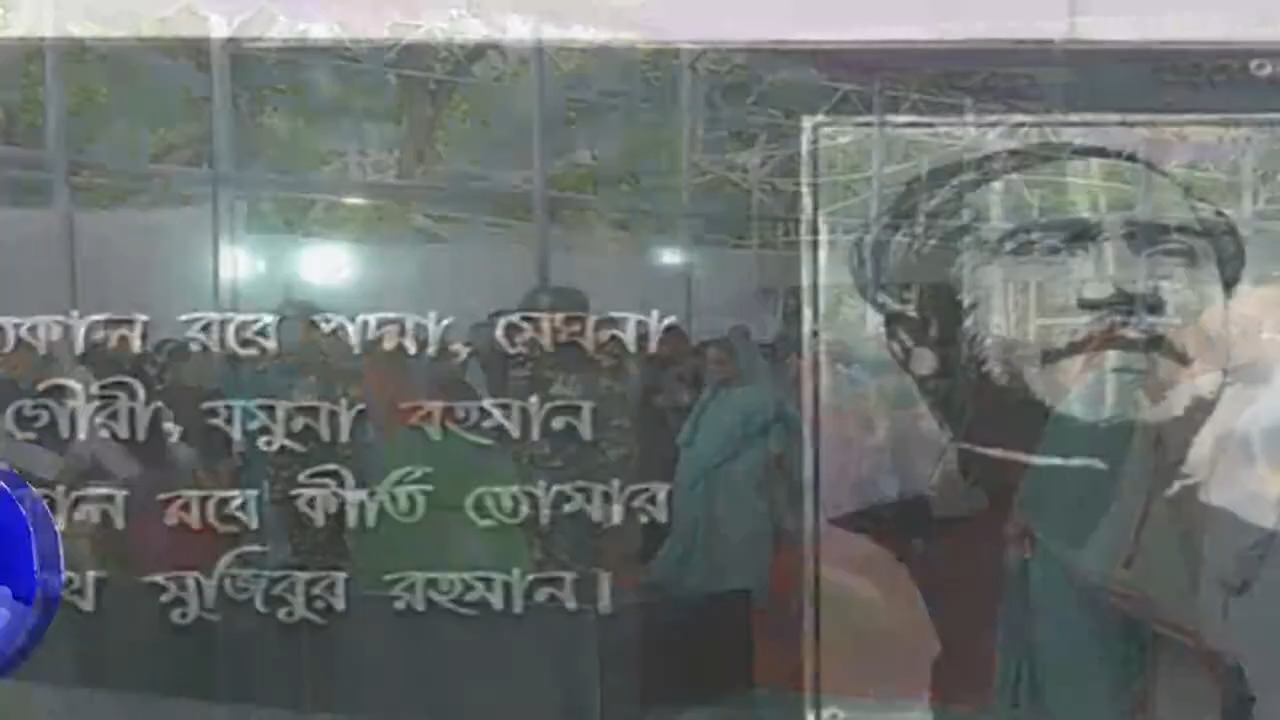 রবে পদ্মা, মেঘনা
গৌরী, যমুনা বহমান
রবে কীর্তি তোমার
মুজিবুর রহমান।